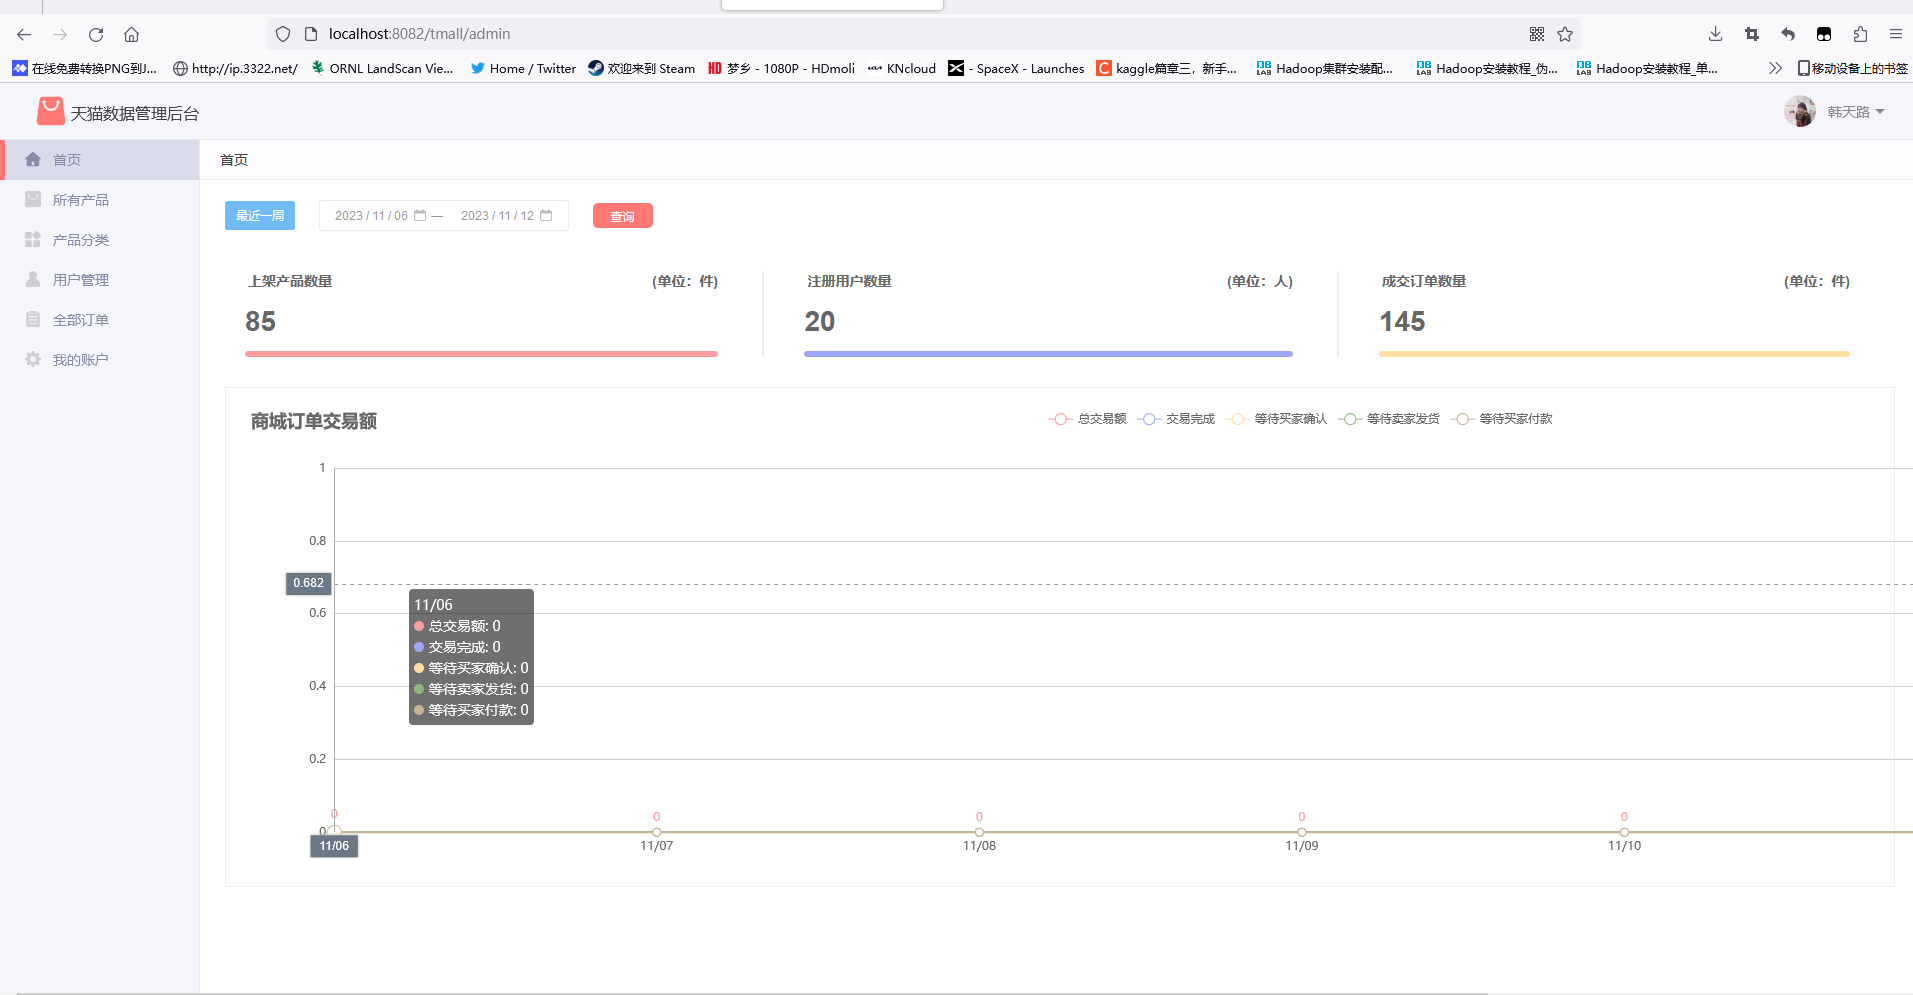 localhost:8082/tmall/admin
在线免费转换PNG到J... http://ip.3322.net/ ORNL LandScan Vie... Home / Twitter 欢迎来到 Steam HD 梦乡 - 1080P - HDmoli KNcloud - SpaceX - Launches C kaggle篇章三，新手... Hadoop集群安装配... Hadoop安装教程_伪... Hadoop安装教程_单... 移动设备上的书签
天猫数据管理后台
韩天路
首页
所有产品
产品分类
用户管理
全部订单
我的账户
首页
最近一周 2023 / 11 / 06 — 2023 / 11 / 12 查询
上架产品数量 (单位：件)
85
注册用户数量 (单位：人)
20
成交订单数量 (单位：件)
145
商城订单交易额
总交易额 交易完成 等待买家确认 等待卖家发货 等待买家付款
1
0.8
0.682
0.6
0.4
0.2
0
11/06
总交易额: 0
交易完成: 0
等待买家确认: 0
等待卖家发货: 0
等待买家付款: 0
0 0 0 0 0
11/06 11/07 11/08 11/09 11/10